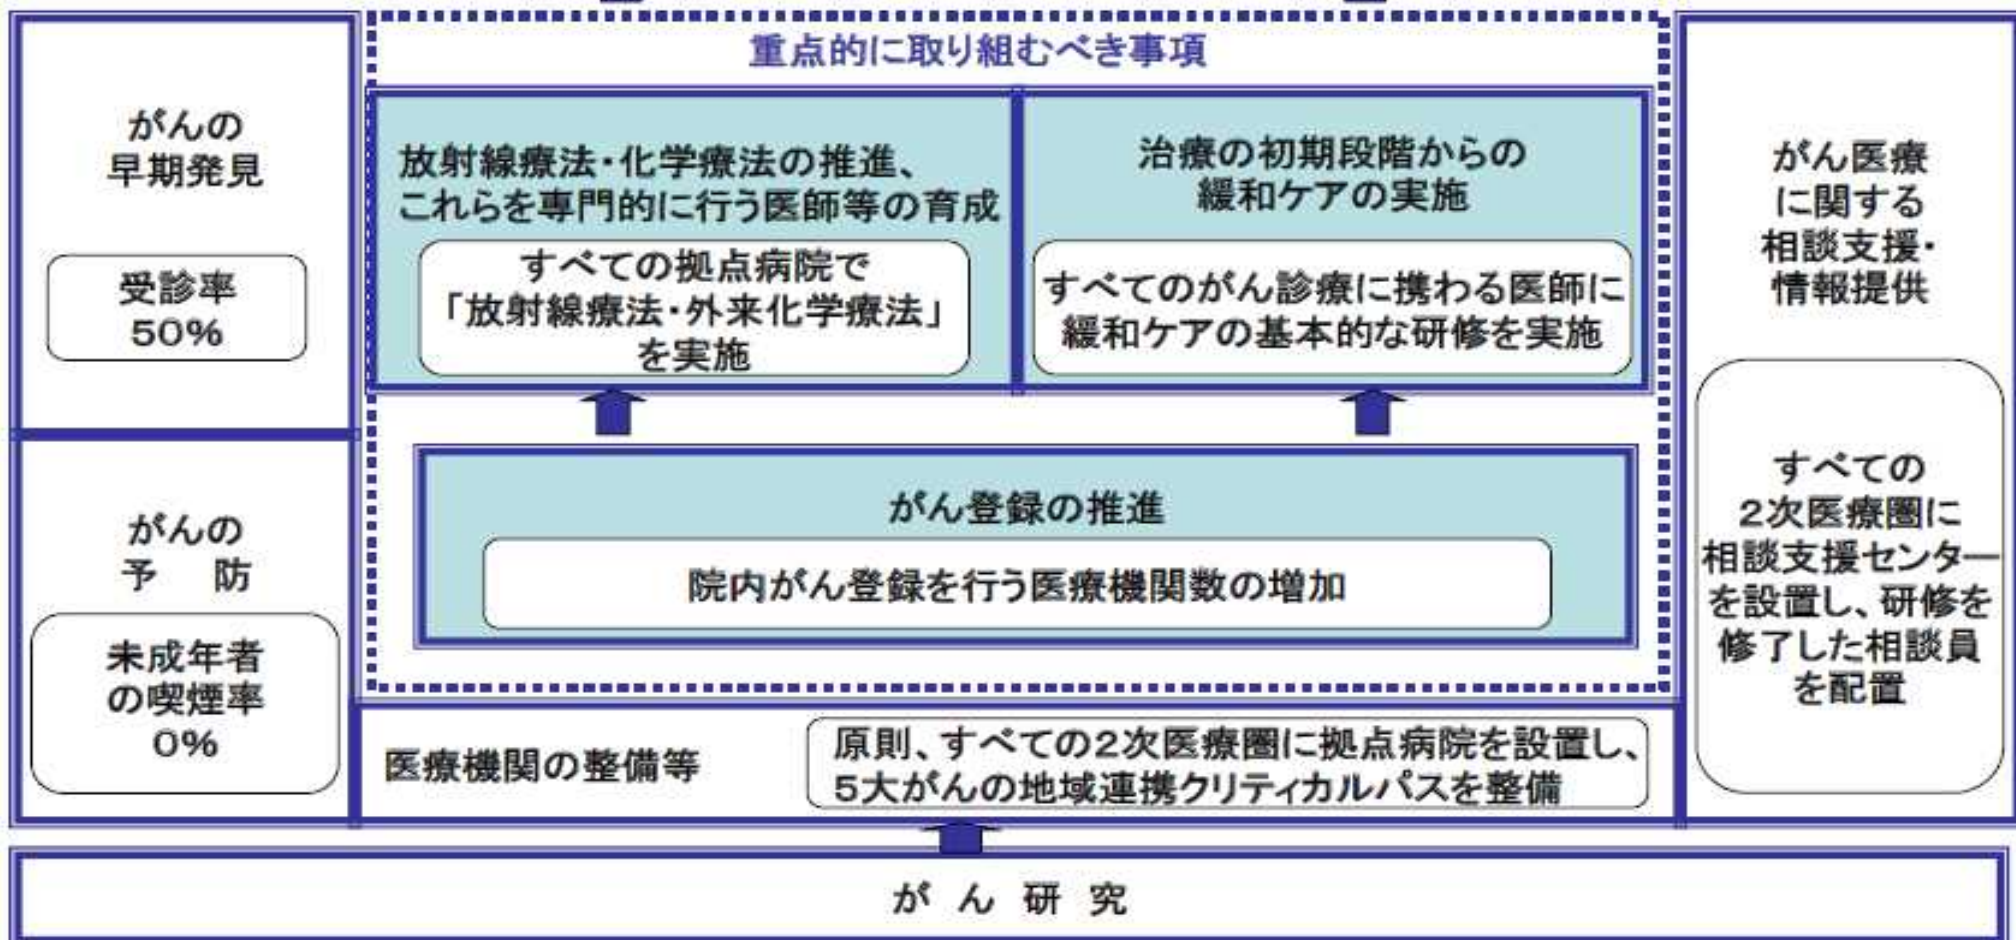 重点的に取り組むべき事項
がんの
早期発見
受診率
50%
がんの
予　防
未成年者
の喫煙率
0%
放射線療法・化学療法の推進、
これらを専門的に行う医師等の育成
すべての拠点病院で
「放射線療法・外来化学療法」
を実施
治療の初期段階からの
緩和ケアの実施
すべてのがん診療に携わる医師に
緩和ケアの基本的な研修を実施
がん登録の推進
院内がん登録を行う医療機関数の増加
医療機関の整備等
原則、すべての2次医療圏に拠点病院を設置し、
5大がんの地域連携クリティカルパスを整備
がん医療
に関する
相談支援・
情報提供
すべての
2次医療圏に
相談支援センター
を設置し、研修を
修了した相談員
を配置
がん研究